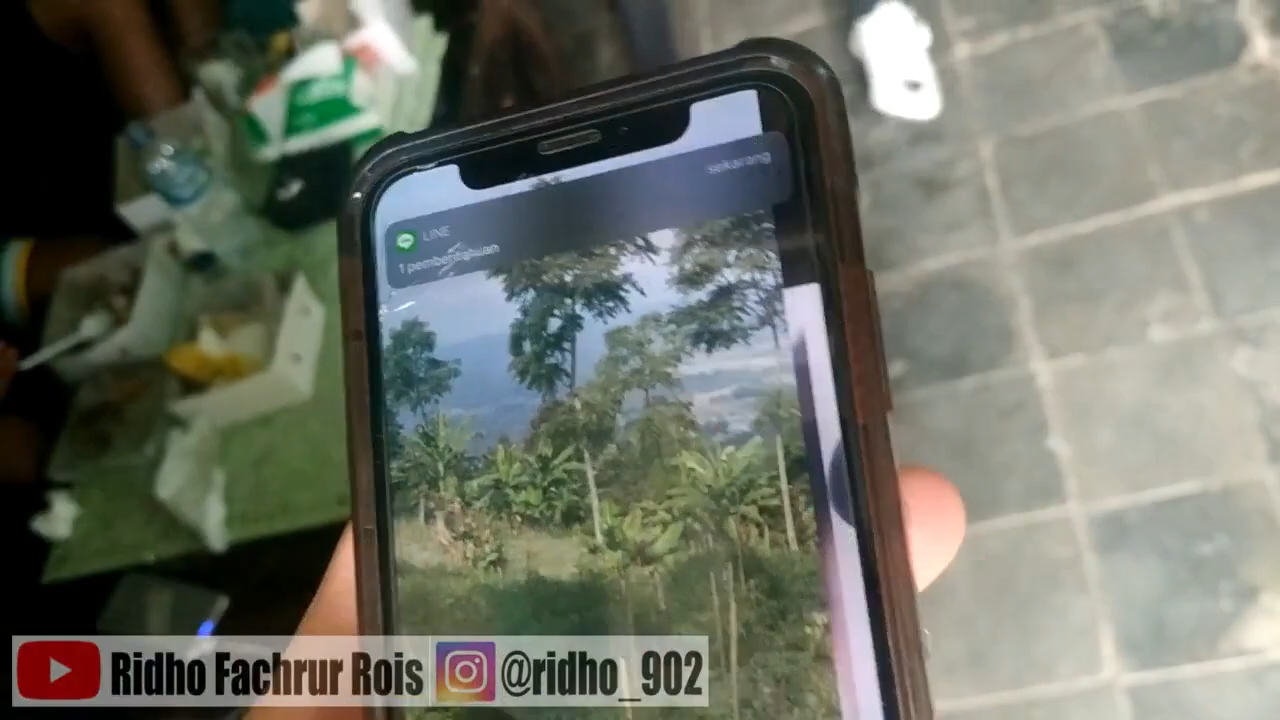 sekarang
LINE
1 pemberitahuan
Ridho Fachrur Rois
@ridho_902